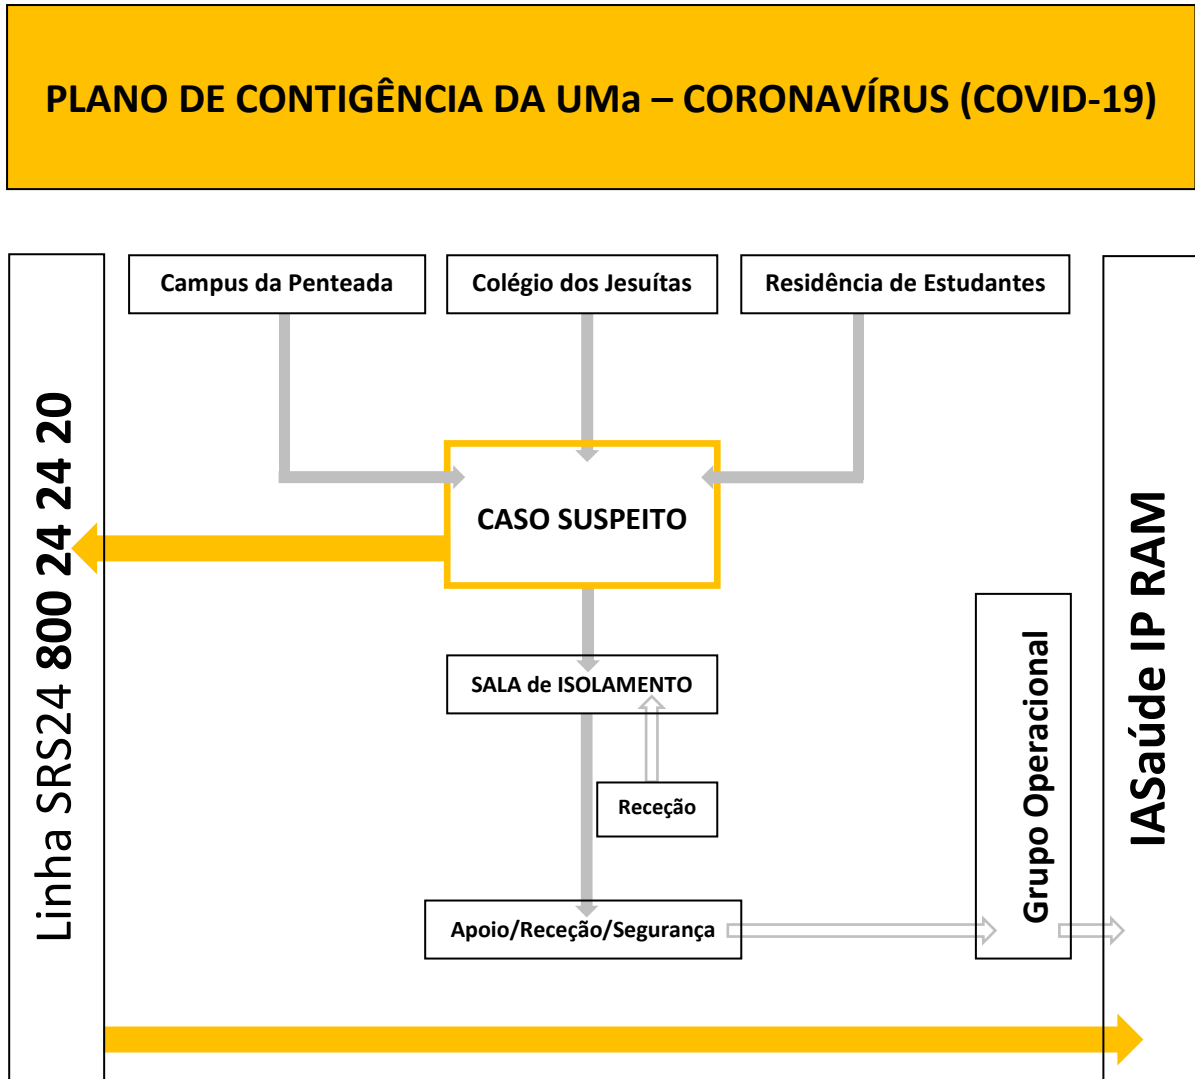 PLANO DE CONTIGÊNCIA DA UMa – CORONAVÍRUS (COVID-19)
Campus da Penteada
Colégio dos Jesuítas
Residência de Estudantes
Linha SRS24 800 24 24 20
CASO SUSPEITO
SALA de ISOLAMENTO
Receção
Apoio/Receção/Segurança
Grupo Operacional
IASaúde IP RAM